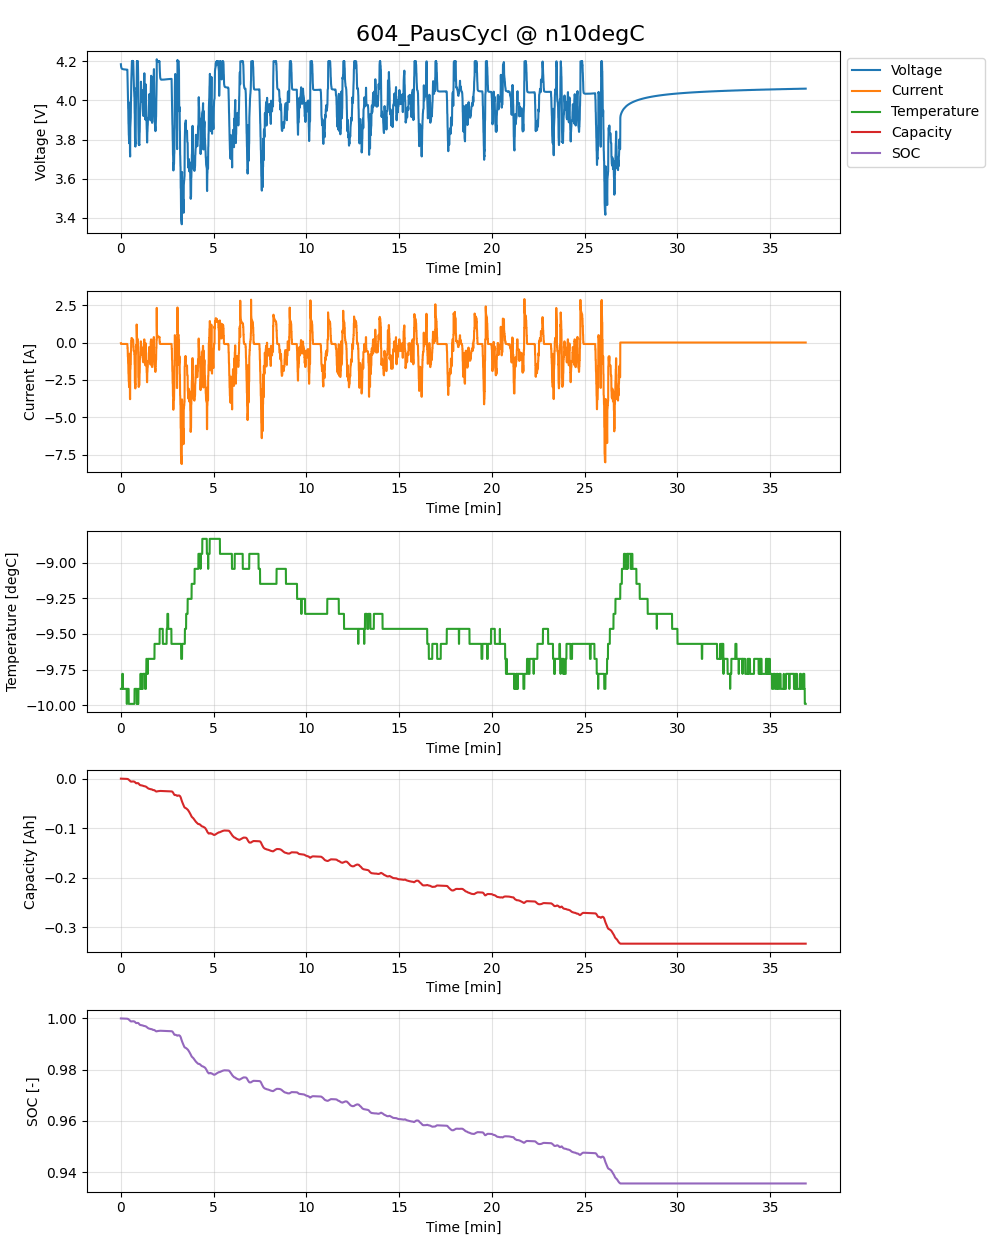 604_PausCycl @ n10degC
Voltage [V]
4.2
4.0
3.8
3.6
3.4
0 5 10 15 20 25 30 35
Time [min]
Voltage
Current
Temperature
Capacity
SOC
Current [A]
2.5
0.0
−2.5
−5.0
−7.5
0 5 10 15 20 25 30 35
Time [min]
Temperature [degC]
−9.00
−9.25
−9.50
−9.75
−10.00
0 5 10 15 20 25 30 35
Time [min]
Capacity [Ah]
0.0
−0.1
−0.2
−0.3
0 5 10 15 20 25 30 35
Time [min]
SOC [-]
1.00
0.98
0.96
0.94
0 5 10 15 20 25 30 35
Time [min]